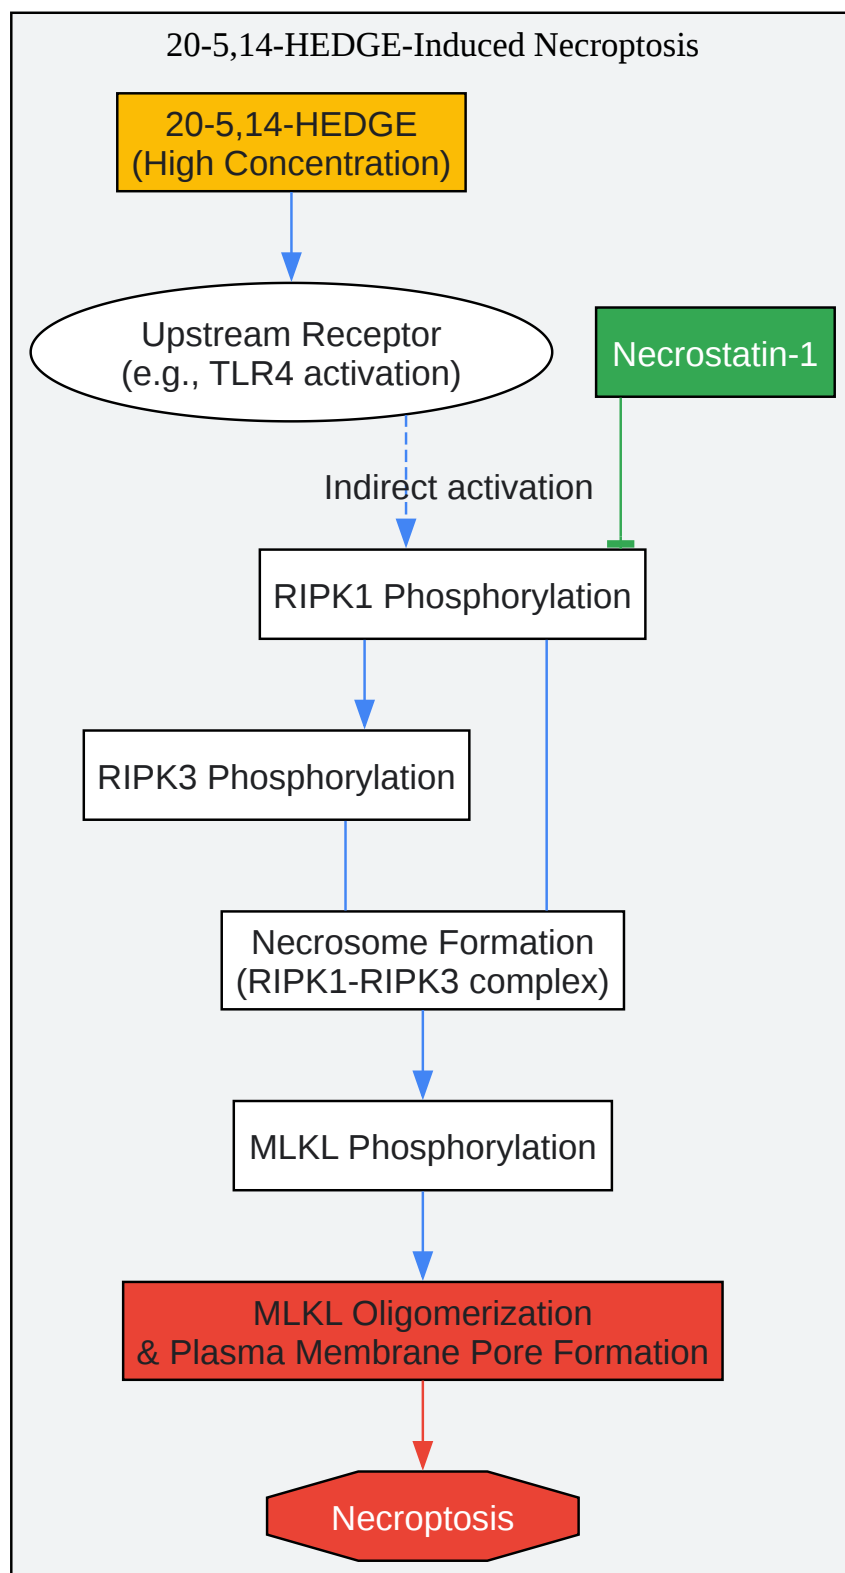 20-5,14-HEDGE-Induced Necroptosis
20-5,14-HEDGE
(High Concentration)
Upstream Receptor
(e.g., TLR4 activation)
Necrostatin-1
Indirect activation
RIPK1 Phosphorylation
RIPK3 Phosphorylation
Necrosome Formation
(RIPK1-RIPK3 complex)
MLKL Phosphorylation
MLKL Oligomerization
& Plasma Membrane Pore Formation
Necroptosis